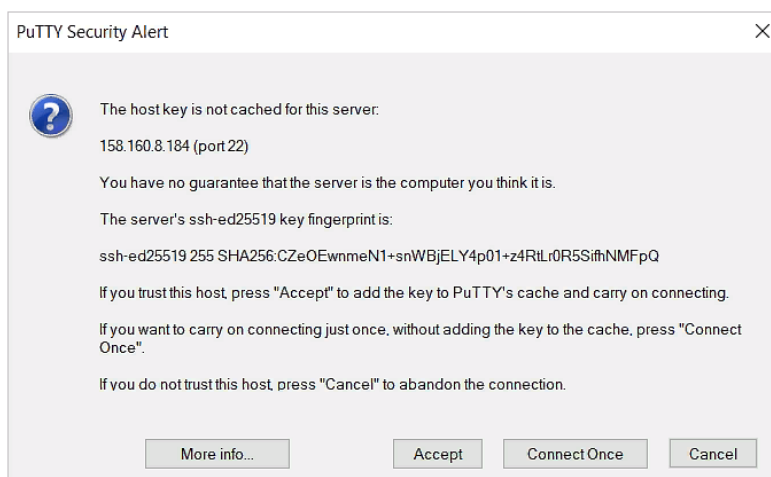 PuTTY Security Alert
The host key is not cached for this server:
158.160.8.184 (port 22)
You have no guarantee that the server is the computer you think it is.
The server's ssh-ed25519 key fingerprint is:
ssh-ed25519 255 SHA256:CZeOEwnmeN1+snWBjELY4p01+z4RtLr0R5SifhNMFpQ
If you trust this host, press "Accept" to add the key to PuTTY's cache and carry on connecting.
If you want to carry on connecting just once, without adding the key to the cache, press "Connect
Once".
If you do not trust this host, press "Cancel" to abandon the connection.
More info...
Accept
Connect Once
Cancel